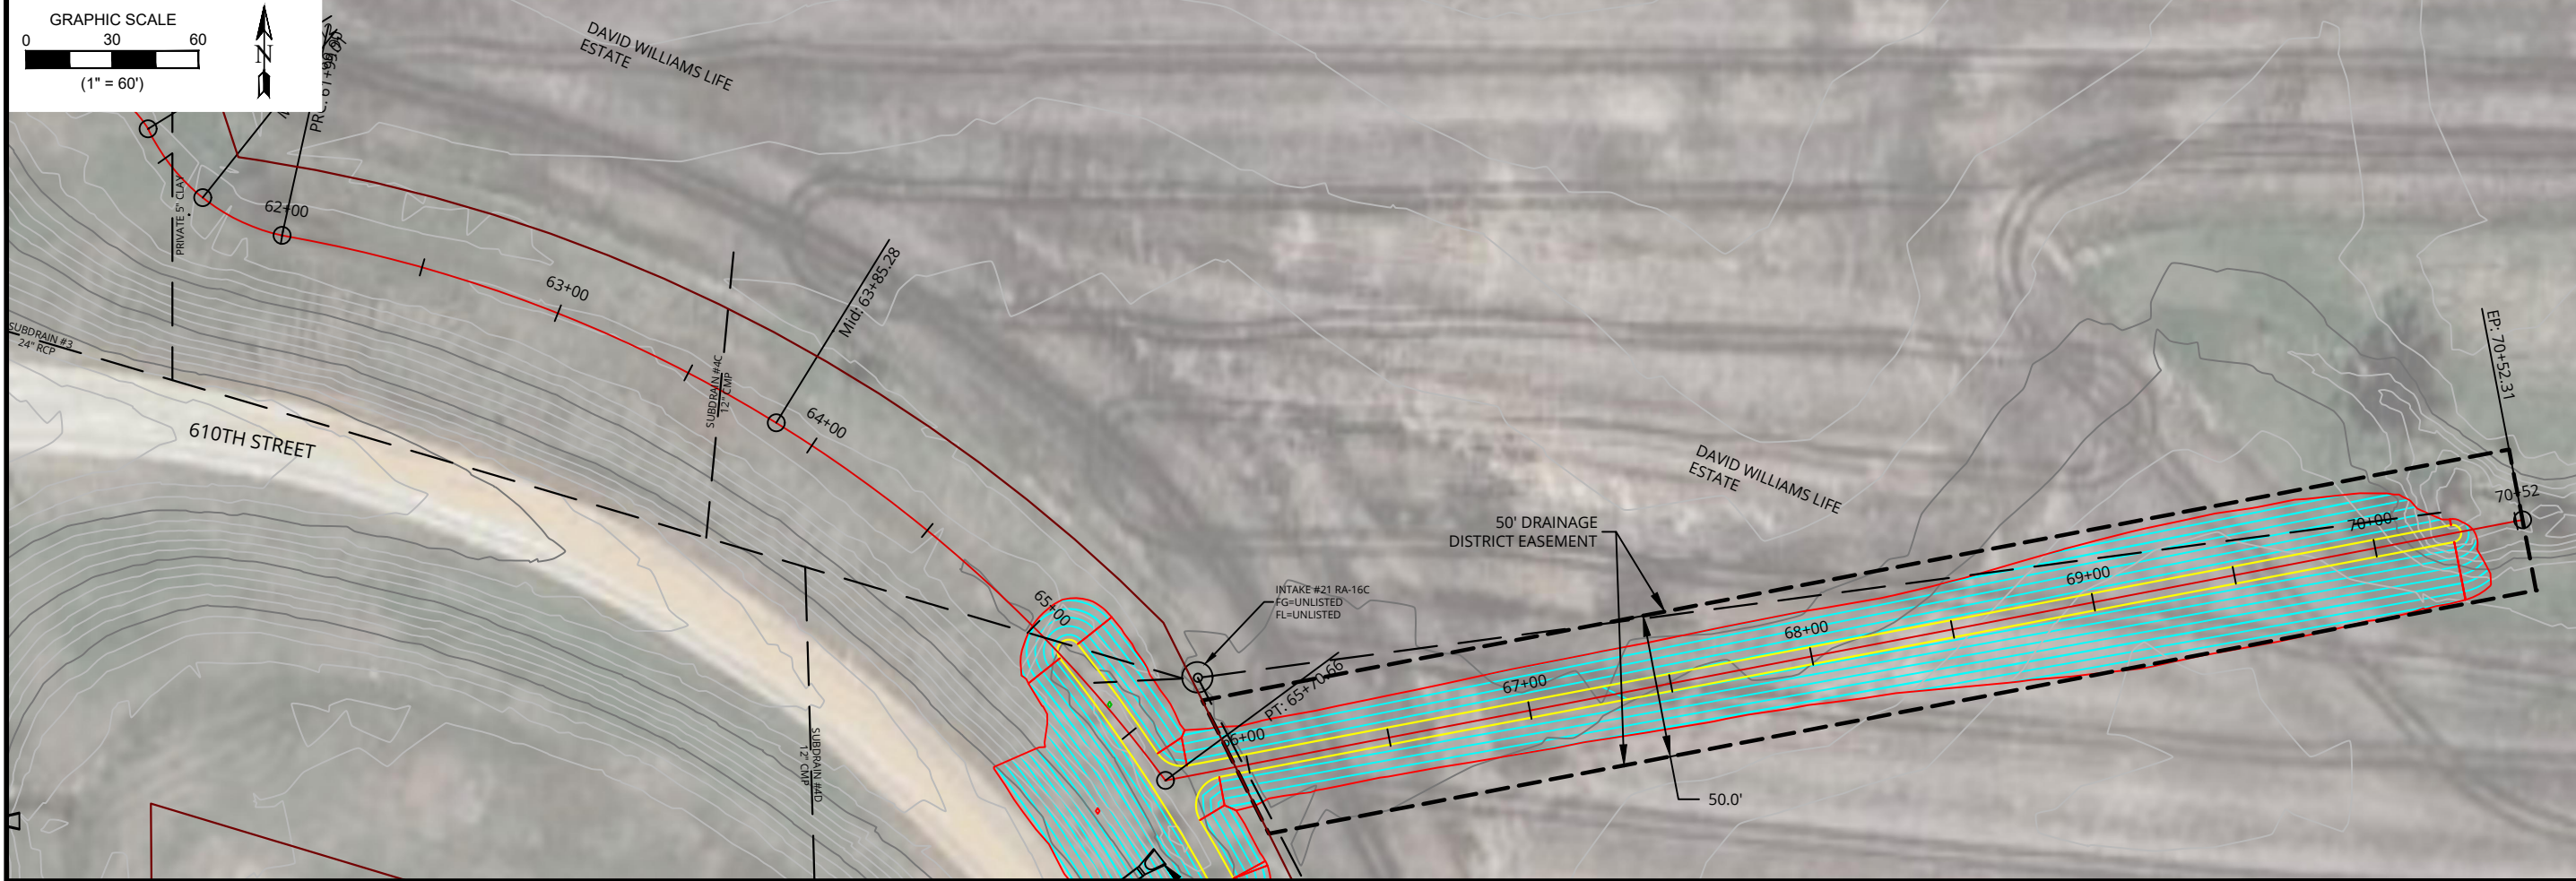 GRAPHIC SCALE
0 30 60
(1" = 60')
N
DAVID WILLIAMS LIFE
ESTATE
PRIVATE 5" CLAY
62+00
63+00
Mid: 63+85.28
64+00
SUBDRAIN #3
24" RCP
SUBDRAIN #4C
12" CMP
610TH STREET
65+00
INTAKE #21 RA-16C
FG=UNLISTED
FL=UNLISTED
PT: 65+70.66
66+00
SUBDRAIN #4D
12" CMP
67+00
50' DRAINAGE
DISTRICT EASEMENT
DAVID WILLIAMS LIFE
ESTATE
68+00
69+00
70+00
70+52
EP: 70+52.31
50.0'